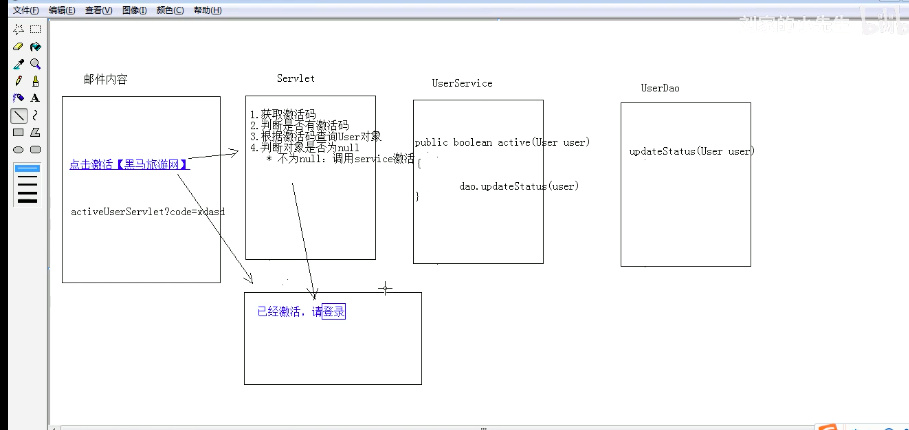 文件(F) 编辑(E) 查看(V) 图像(I) 颜色(C) 帮助(H)
邮件内容
点击激活【黑马旅游网】
activeUserServlet?code=xdasd
Servlet
1.获取激活码
2.判断是否有激活码
3.根据激活码查询User对象
4.判断对象是否为null
* 不为null：调用service激活
UserService
public boolean active(User user)
{
dao.updateStatus(user)
}
UserDao
updateStatus(User user)
已经激活，请登录